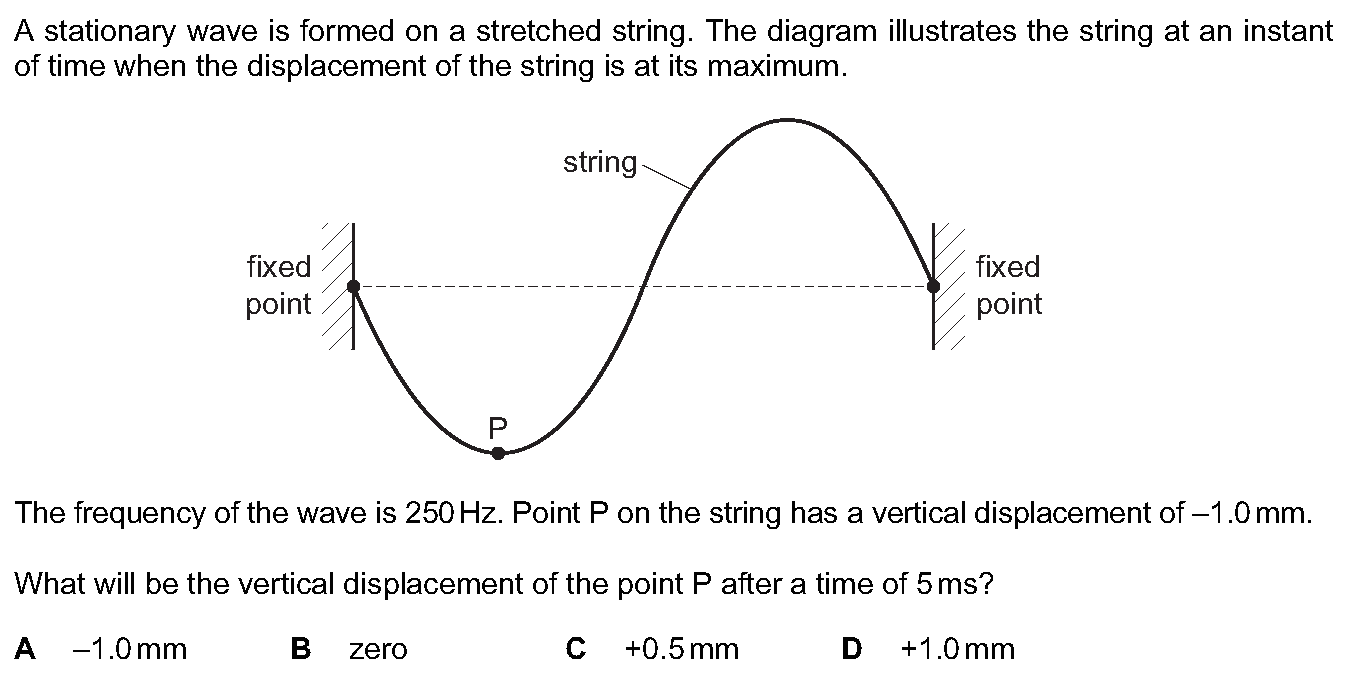 A stationary wave is formed on a stretched string. The diagram illustrates the string at an instant
of time when the displacement of the string is at its maximum.
string
fixed
point
fixed
point
P
The frequency of the wave is 250 Hz. Point P on the string has a vertical displacement of –1.0 mm.
What will be the vertical displacement of the point P after a time of 5 ms?
A –1.0 mm B zero C +0.5 mm D +1.0 mm